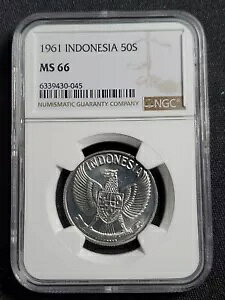 1961 INDONESIA 50S
MS 66
6339430-045
NUMISMATIC GUARANTY COMPANY
NGC
INDONESIA